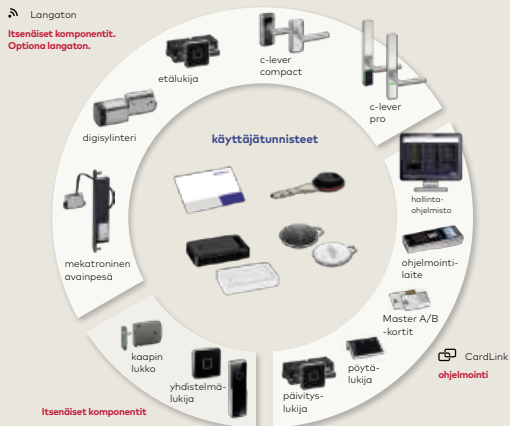 Langaton
Itsenäiset komponentit.
Optiona langaton.
etälukija
c-lever
compact
c-lever
pro
digisylinteri
käyttäjätunnisteet
hallinta-
ohjelmisto
mekatroninen
avainpesä
ohjelmointi-
laite
Master A/B
-kortit
kaapin
lukko
yhdistelmä-
lukija
päivitys-
lukija
pöytä-
lukija
CardLink
ohjelmointi
Itsenäiset komponentit